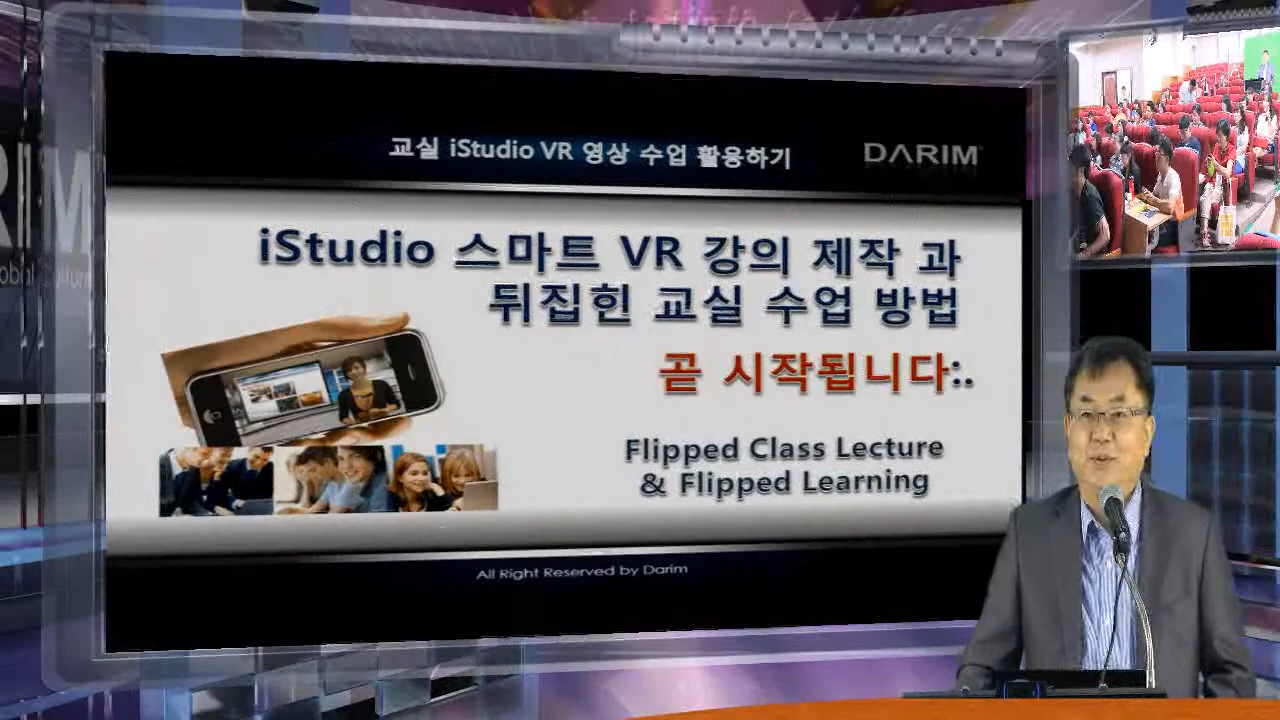 교실 iStudio VR 영상 수업 활용하기
DARIM
iStudio 스마트 VR 강의 제작 과
뒤집힌 교실 수업 방법
곧 시작됩니다:.
Flipped Class Lecture
& Flipped Learning
All Right Reserved by Darim